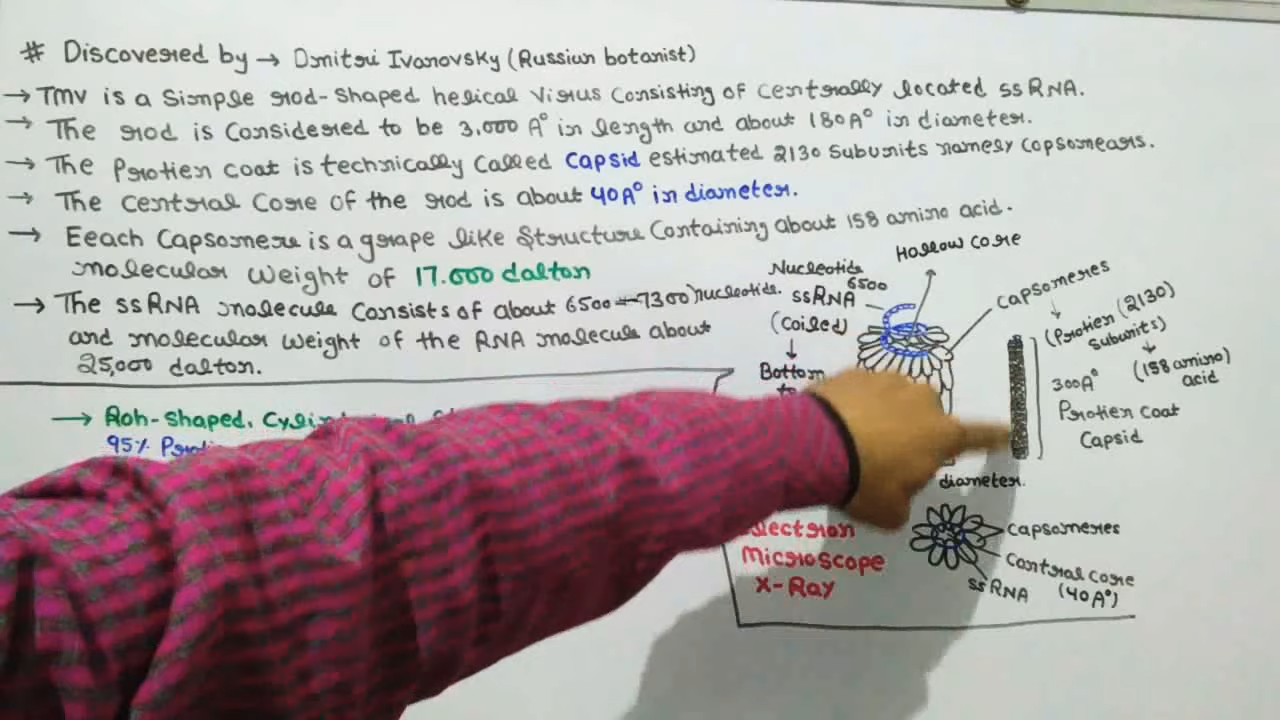 # Discovered by → Dmitri Ivanovsky (Russian botanist)
→ TMV is a Simple rod-Shaped helical Virus Consisting of Centrally located ssRNA.
→ The rod is Considered to be 3,000 A° in length and about 180A° in diameter.
→ The Protien coat is technically Called Capsid estimated 2130 Subunits namely Capsomears.
→ The Central Core of the rod is about 40A° in diameter.
→ Eeach Capsomere is a grape like Structure Containing about 158 amino acid.
molecular weight of 17.000 dalton
→ The ssRNA molecule Consists of about 6500-7300 nucleotide.
and molecular weight of the RNA molecule about
25,000 dalton.
→ Roh-Shaped,
95%
Hollow Core
Nucleotide
6500
ssRNA
(Coiled)
Bottom
to
Capsomeries
(Protien (2130)
Subunits)
(158 amino)
acid
300A°
Protien Coat
Capsid
diameter.
Microscope
X-Ray
Capsomeries
Contral Core
(40A°)
ssRNA